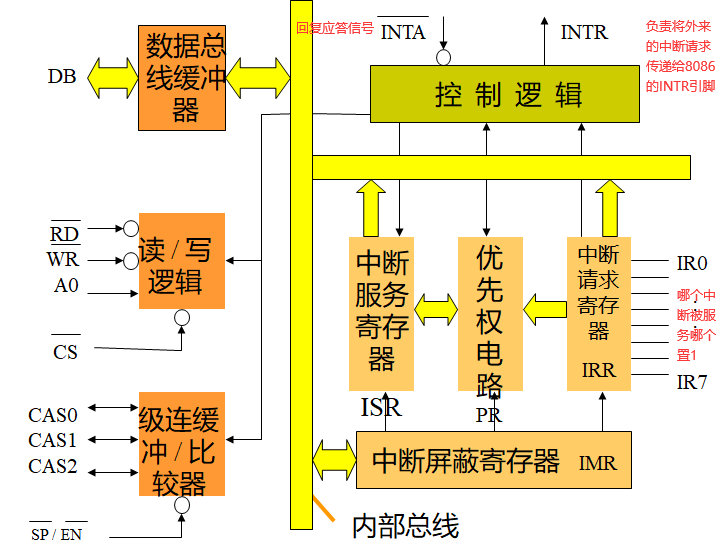 回复应答信号
INTA
INTR
负责将外来
的中断请求
传递给8086
的INTR引脚
数据总
线缓冲
器
DB
控 制 逻 辑
RD
WR
A0
CS
读 / 写
逻辑
中断
服务
寄存
器
ISR
优
先
权
电
路
PR
中断
请求
寄存
器
IRR
IR0
哪个中
断被服
务哪个
置1
IR7
CAS0
CAS1
CAS2
级连缓
冲 / 比
较器
SP / EN
中断屏蔽寄存器 IMR
内部总线